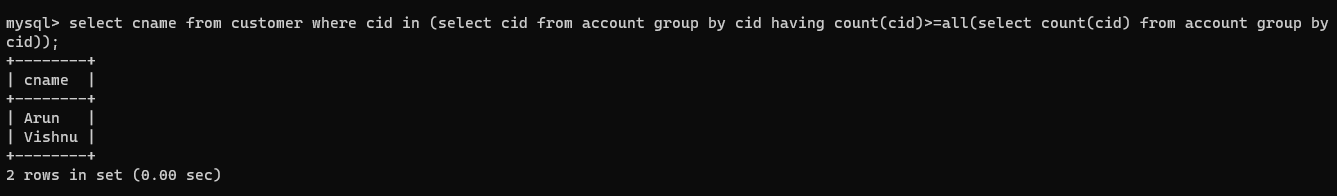 mysql> select cname from customer where cid in (select cid from account group by cid having count(cid)>=all(select count(cid) from account group by
cid));
+--------+
| cname  |
+--------+
| Arun   |
| Vishnu |
+--------+
2 rows in set (0.00 sec)